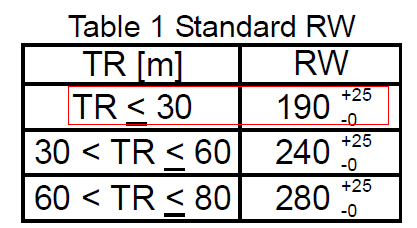 Table 1 Standard RW
TR [m] RW
TR ≤ 30 190 +25 -0
30 < TR ≤ 60 240 +25 -0
60 < TR ≤ 80 280 +25 -0